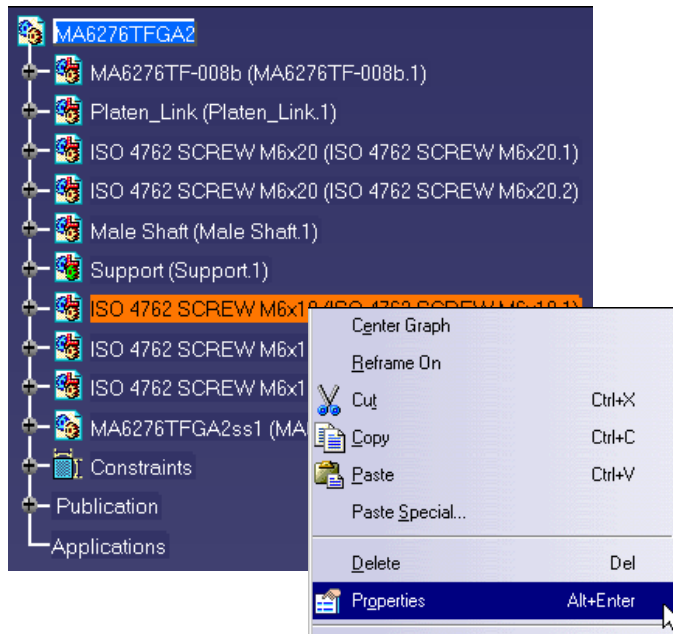 MA6276TFGA2
MA6276TF-008b (MA6276TF-008b.1)
Platen_Link (Platen_Link.1)
ISO 4762 SCREW M6x20 (ISO 4762 SCREW M6x20.1)
ISO 4762 SCREW M6x20 (ISO 4762 SCREW M6x20.2)
Male Shaft (Male Shaft.1)
Support (Support.1)
ISO 4762 SCREW
ISO 4762 SCREW M6x1
ISO 4762 SCREW M6x1
MA6276TFGA2ss1 (MA
Constraints
Publication
Applications
Center Graph
Reframe On
Cut Ctrl+X
Copy Ctrl+C
Paste Ctrl+V
Paste Special...
Delete Del
Properties Alt+Enter